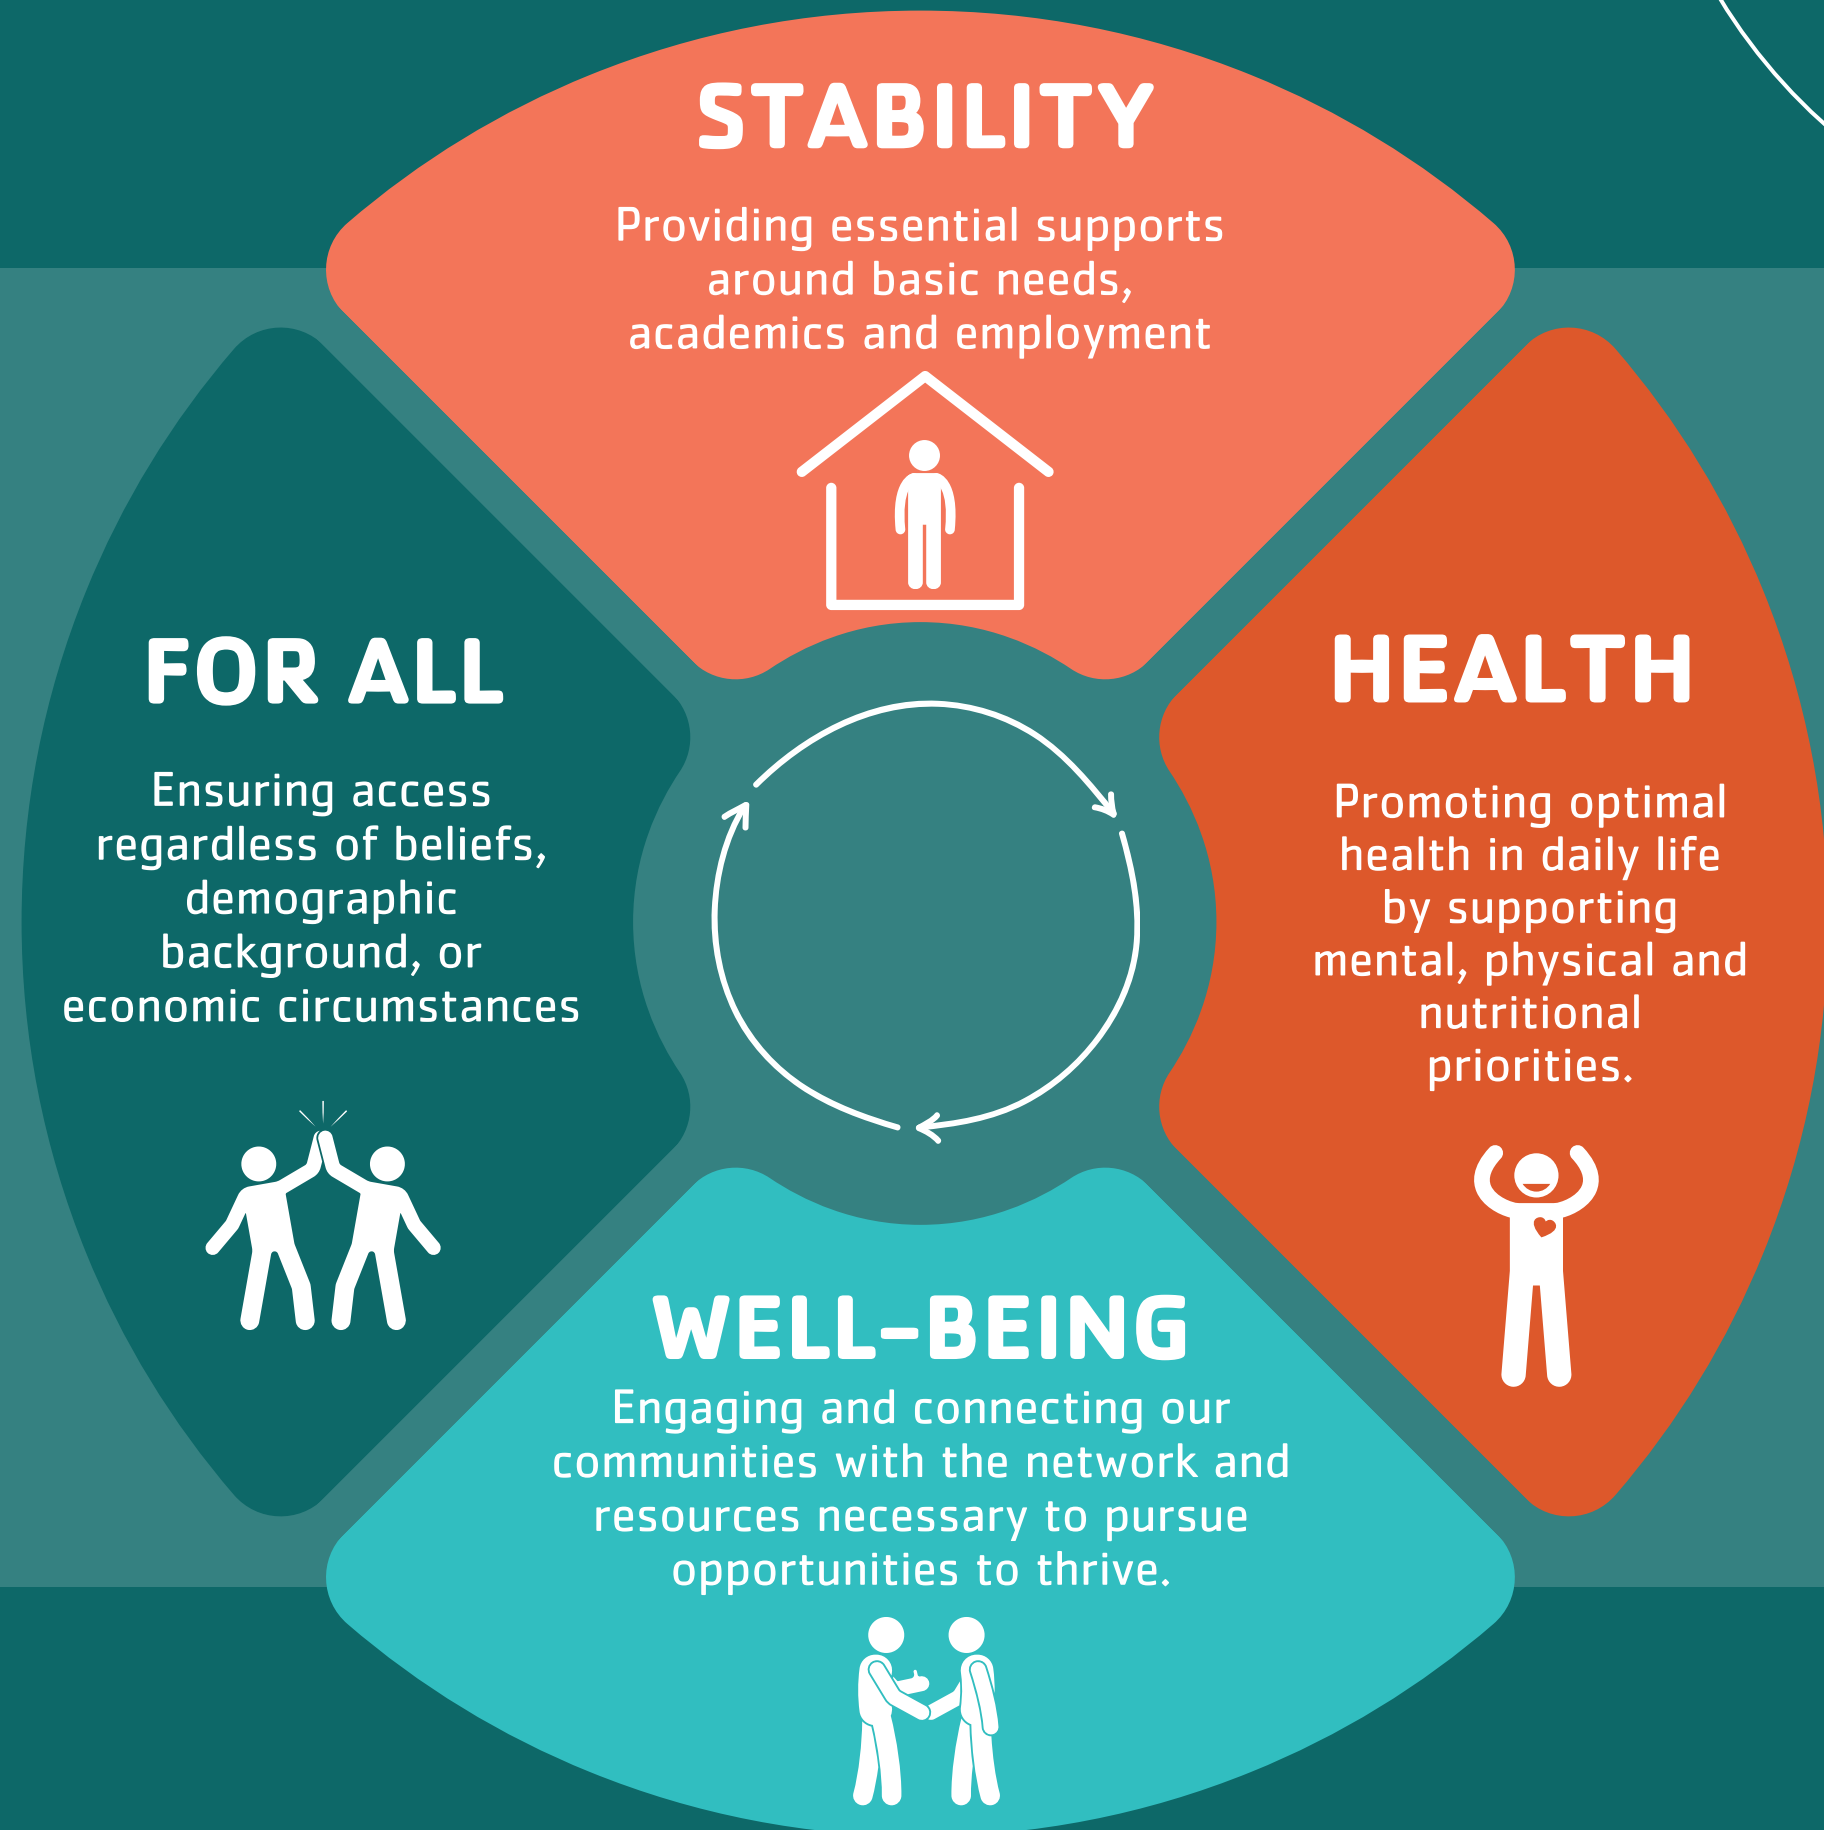 STABILITY
Providing essential supports
around basic needs,
academics and employment
FOR ALL
Ensuring access
regardless of beliefs,
demographic
background, or
economic circumstances
HEALTH
Promoting optimal
health in daily life
by supporting
mental, physical and
nutritional
priorities.
WELL-BEING
Engaging and connecting our
communities with the network and
resources necessary to pursue
opportunities to thrive.